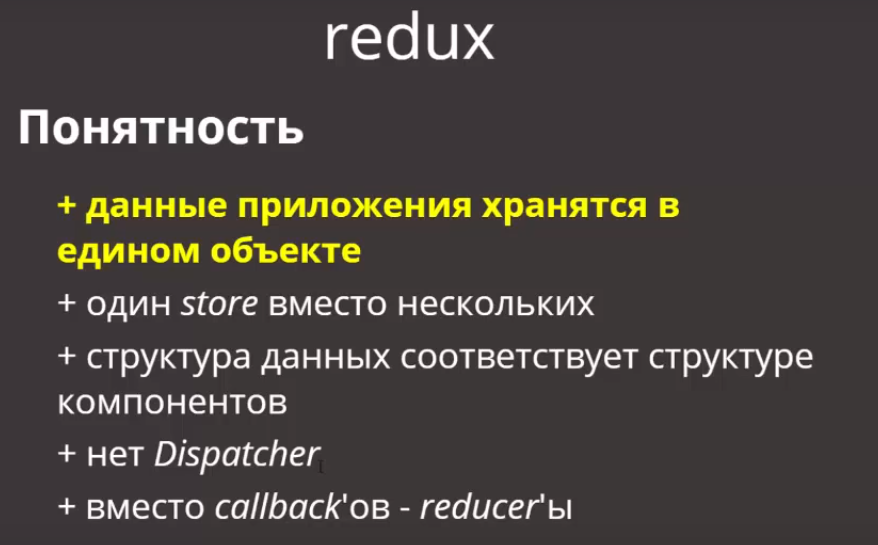 redux
Понятность
+ данные приложения хранятся в
едином объекте
+ один store вместо нескольких
+ структура данных соответствует структуре
компонентов
+ нет Dispatcher
+ вместо callback'ов - reducer'ы